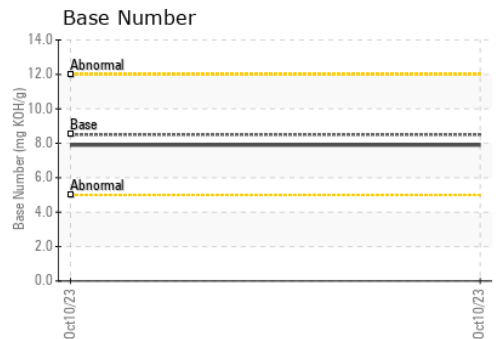 Base Number
Base Number (mg KOH/g)
14.0
Abnormal
12.0
10.0
Base
8.0
6.0
Abnormal
4.0
2.0
0.0
Oct10/23
Oct10/23